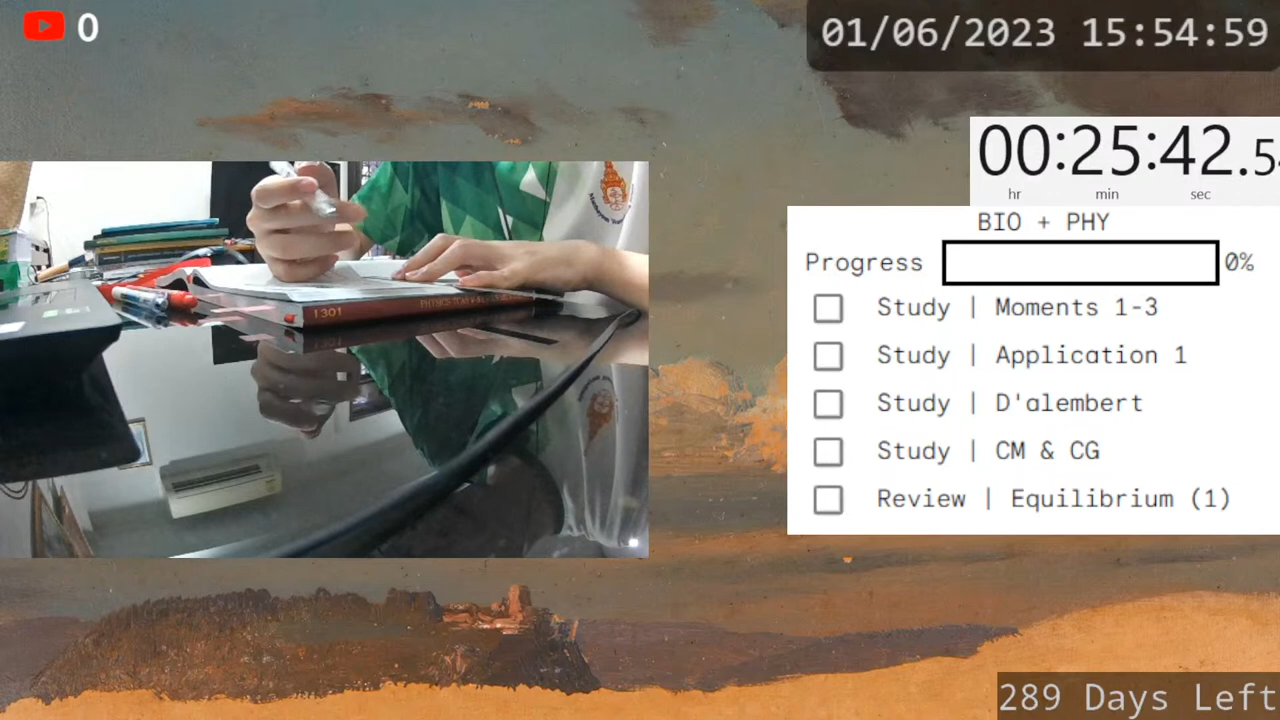 0
01/06/2023 15:54:59
00:25:42.5
hr min sec
BIO + PHY
Progress 0%
Study | Moments 1-3
Study | Application 1
Study | D'alembert
Study | CM & CG
Review | Equilibrium (1)
1301
289 Days Left